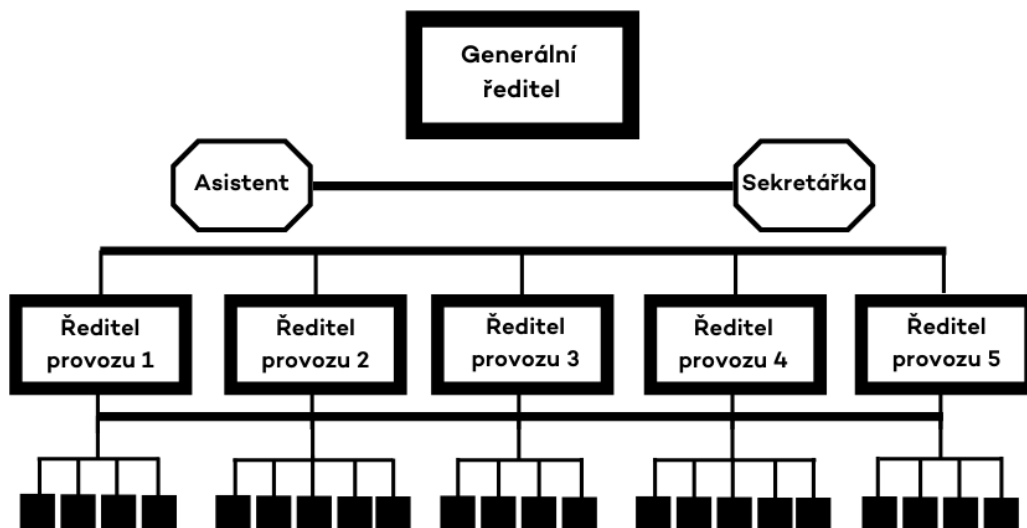 Generální
ředitel
Asistent
Sekretářka
Ředitel
provozu 1
Ředitel
provozu 2
Ředitel
provozu 3
Ředitel
provozu 4
Ředitel
provozu 5